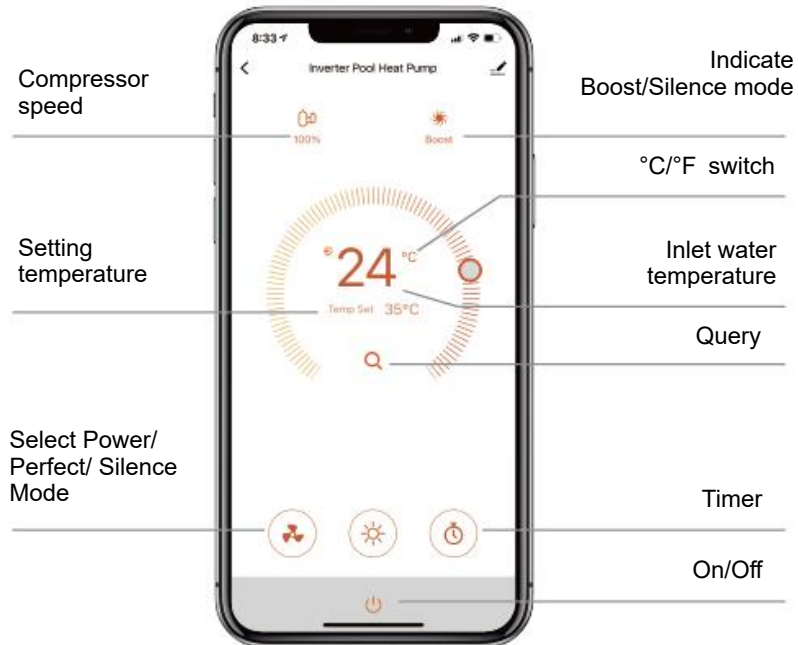 8:33
Inverter Pool Heat Pump
Compressor
speed
Indicate
Boost/Silence mode
100%
Boost
°C/°F switch
Setting
temperature
24 °C
Inlet water
temperature
Temp Set 35°C
Query
Select Power/
Perfect/ Silence
Mode
Timer
On/Off